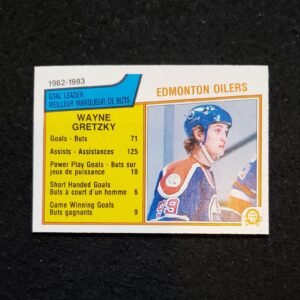 1982-1983
GOAL LEADER
MEILLEUR MARQUEUR DE BUTS
EDMONTON OILERS
WAYNE
GRETZKY
Goals - Buts 71
Assists - Assistances 125
Power Play Goals - Buts sur
jeux de puissance 18
Short Handed Goals
Buts à court d'un homme 6
Game Winning Goals
Buts gagnants 9
99